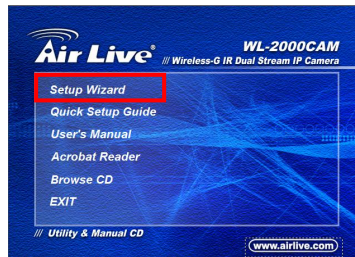 Air Live®
WL-2000CAM
/// Wireless-G IR Dual Stream IP Camera
Setup Wizard
Quick Setup Guide
User's Manual
Acrobat Reader
Browse CD
EXIT
/// Utility & Manual CD
www.airlive.com